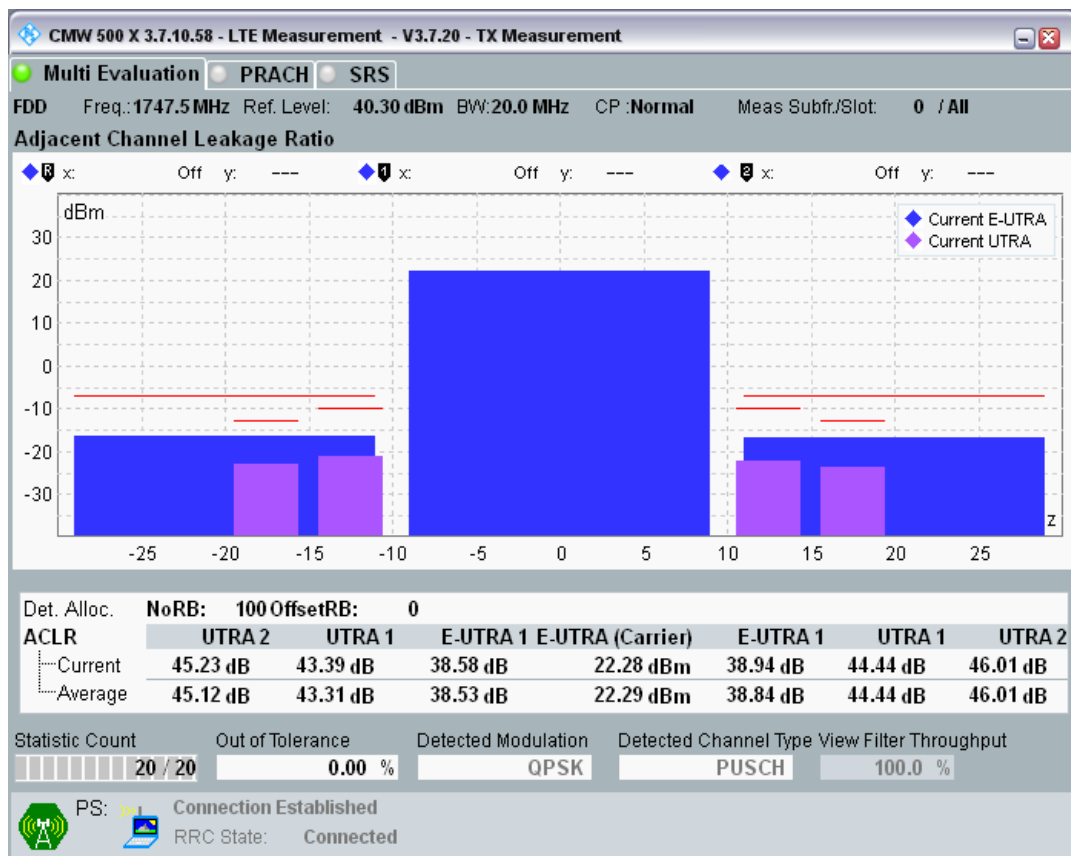 CMW 500 X 3.7.10.58 - LTE Measurement - V3.7.20 - TX Measurement
Multi Evaluation PRACH SRS
FDD Freq.:1747.5 MHz Ref. Level: 40.30 dBm BW:20.0 MHz CP :Normal Meas Subfr./Slot: 0 / All
Adjacent Channel Leakage Ratio
R x: Off y: --- 1 x: Off y: --- 2 x: Off y: ---
dBm
Current E-UTRA
Current UTRA
30
20
10
0
-10
-20
-30
z
-25 -20 -15 -10 -5 0 5 10 15 20 25
Det. Alloc. NoRB: 100 OffsetRB: 0
ACLR UTRA 2 UTRA 1 E-UTRA 1 E-UTRA (Carrier) E-UTRA 1 UTRA 1 UTRA 2
Current 45.23 dB 43.39 dB 38.58 dB 22.28 dBm 38.94 dB 44.44 dB 46.01 dB
Average 45.12 dB 43.31 dB 38.53 dB 22.29 dBm 38.84 dB 44.44 dB 46.01 dB
Statistic Count Out of Tolerance Detected Modulation Detected Channel Type View Filter Throughput
20 / 20 0.00 % QPSK PUSCH 100.0 %
PS: Connection Established
RRC State: Connected